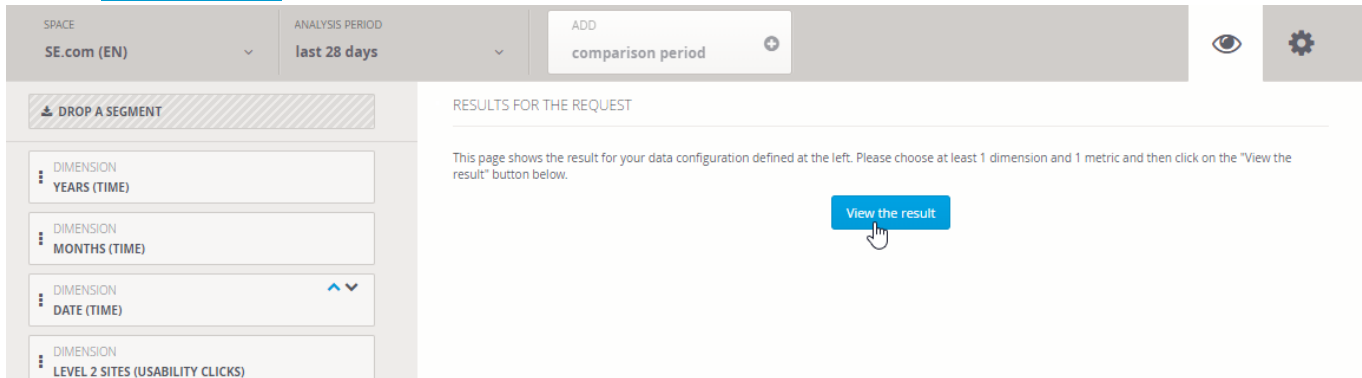 SPACE
SE.com (EN)
ANALYSIS PERIOD
last 28 days
ADD
comparison period
DROP A SEGMENT
DIMENSION
YEARS (TIME)
DIMENSION
MONTHS (TIME)
DIMENSION
DATE (TIME)
DIMENSION
LEVEL 2 SITES (USABILITY CLICKS)
RESULTS FOR THE REQUEST
This page shows the result for your data configuration defined at the left. Please choose at least 1 dimension and 1 metric and then click on the "View the
result" button below.
View the result